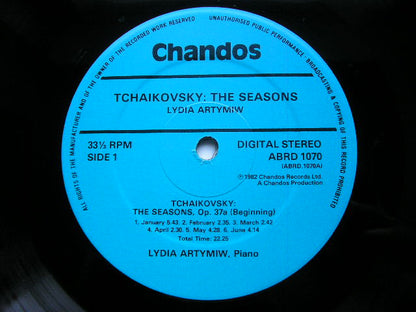 ALL RIGHTS OF THE MANUFACTURER AND OF THE OWNER OF THE RECORDED WORK RESERVED
UNAUTHORISED PUBLIC PERFORMANCE, BROADCASTING & COPYING OF THIS RECORD PROHIBITED
Chandos
TCHAIKOVSKY: THE SEASONS
LYDIA ARTYMIW
33⅓ RPM
SIDE 1
DIGITAL STEREO
ABRD 1070
(ABRD.1070A)
℗ 1982 Chandos Records Ltd.
A Chandos Production
TCHAIKOVSKY:
THE SEASONS, Op. 37a (Beginning)
1. January 5.43. 2. February 2.35. 3. March 2.42
4. April 2.30. 5. May 4.28. 6. June 4.14
Total Time: 22.25
LYDIA ARTYMIW, Piano